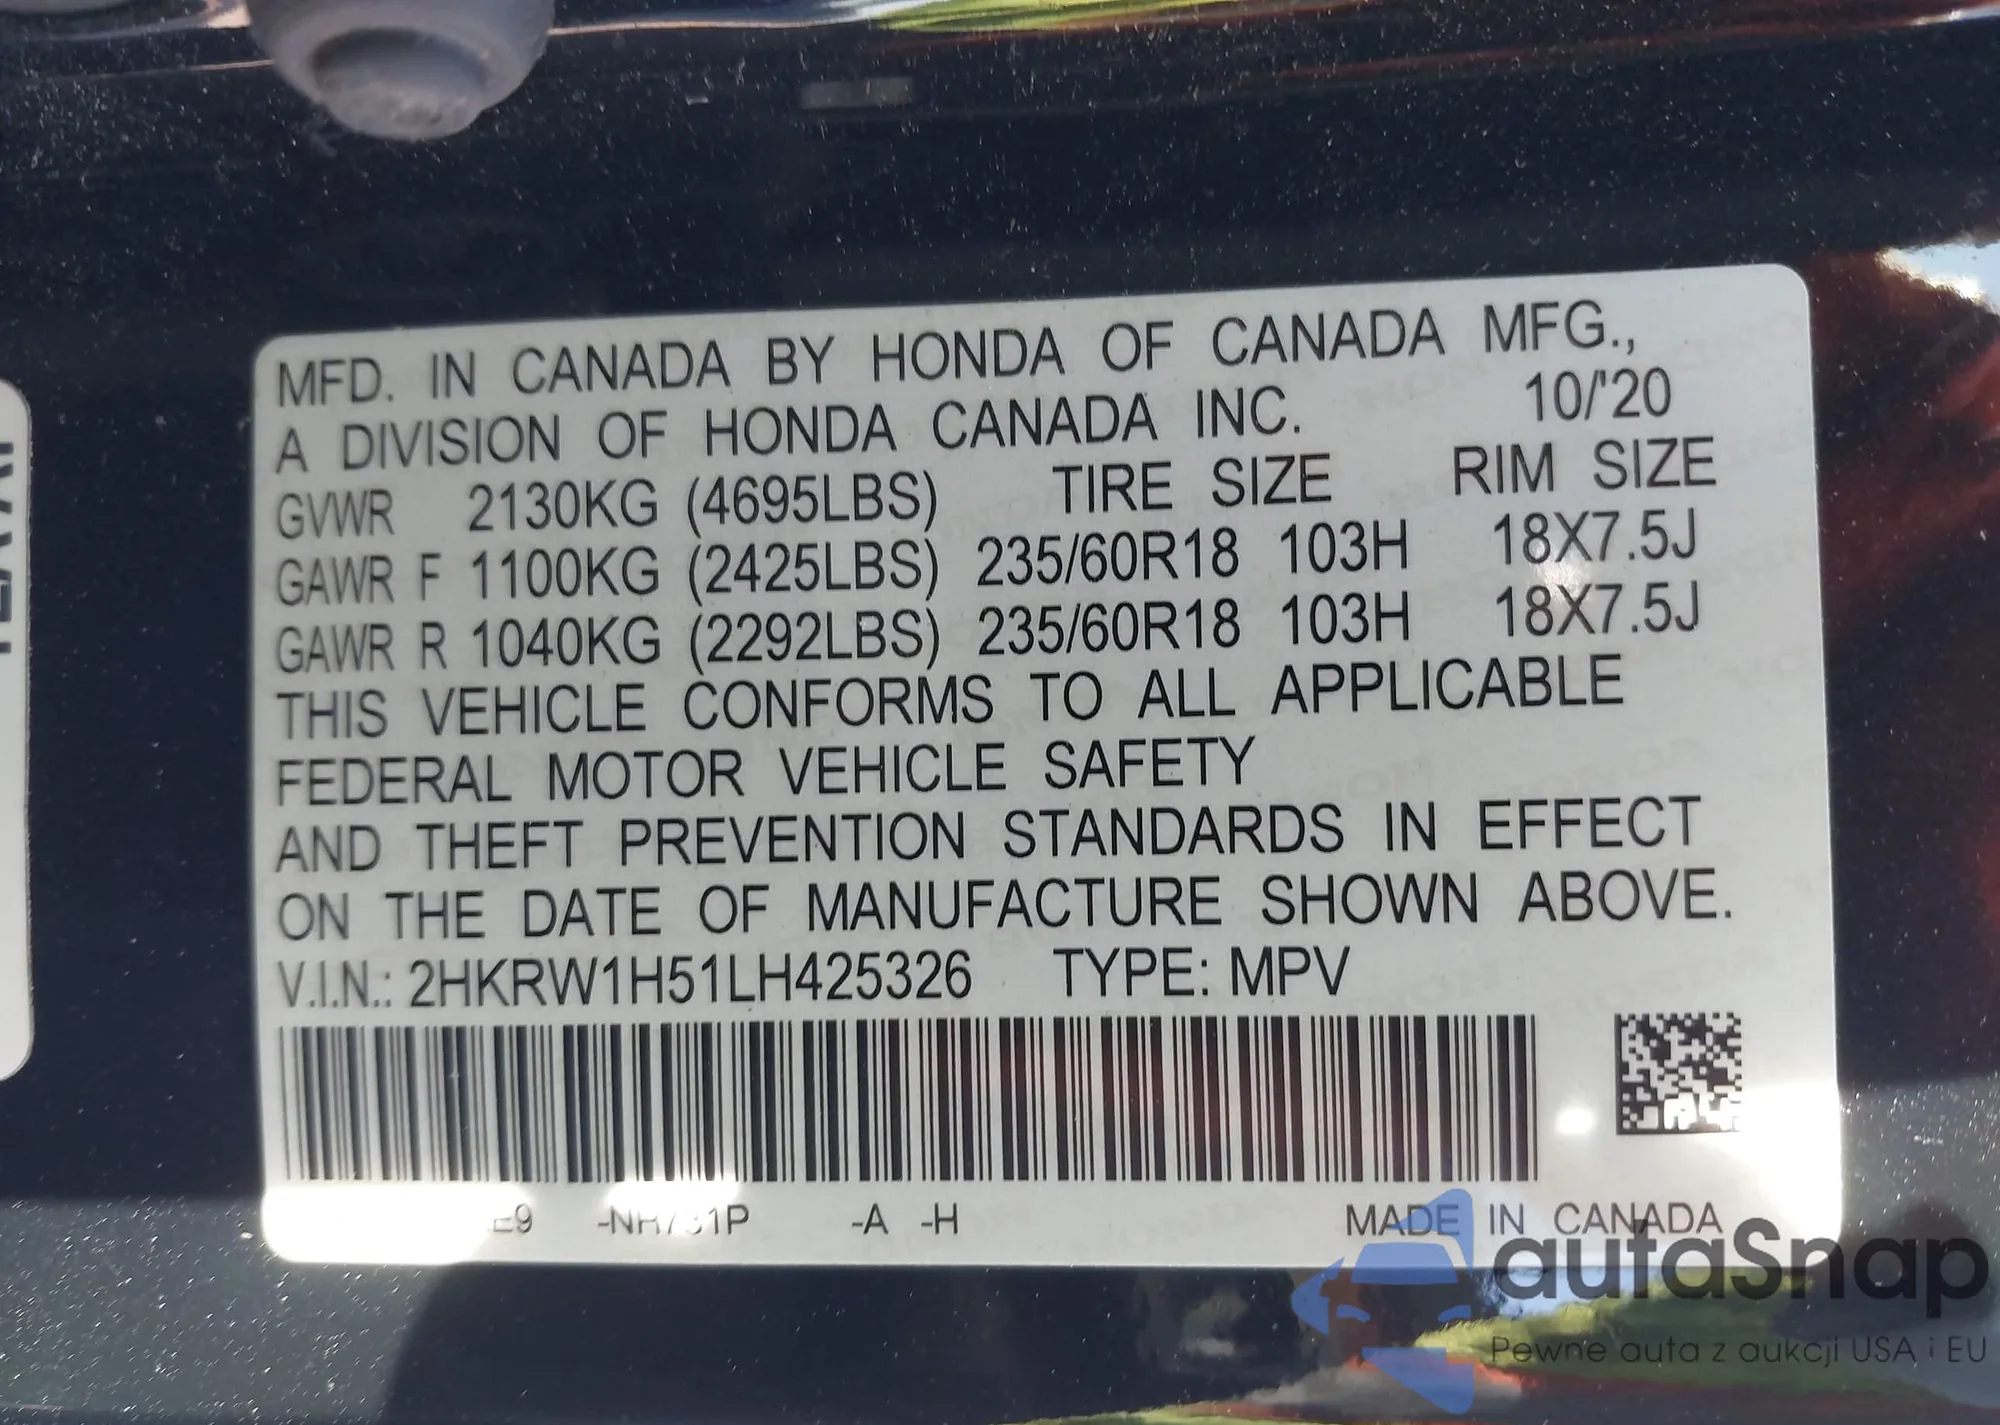 MFD. IN CANADA BY HONDA OF CANADA MFG.,
A DIVISION OF HONDA CANADA INC. 10/'20
GVWR 2130KG (4695LBS) TIRE SIZE RIM SIZE
GAWR F 1100KG (2425LBS) 235/60R18 103H 18X7.5J
GAWR R 1040KG (2292LBS) 235/60R18 103H 18X7.5J
THIS VEHICLE CONFORMS TO ALL APPLICABLE
FEDERAL MOTOR VEHICLE SAFETY
AND THEFT PREVENTION STANDARDS IN EFFECT
ON THE DATE OF MANUFACTURE SHOWN ABOVE.
V.I.N.: 2HKRW1H51LH425326 TYPE: MPV
-A -H MADE IN CANADA
autaSnap
Pewne auta z aukcji USA i EU